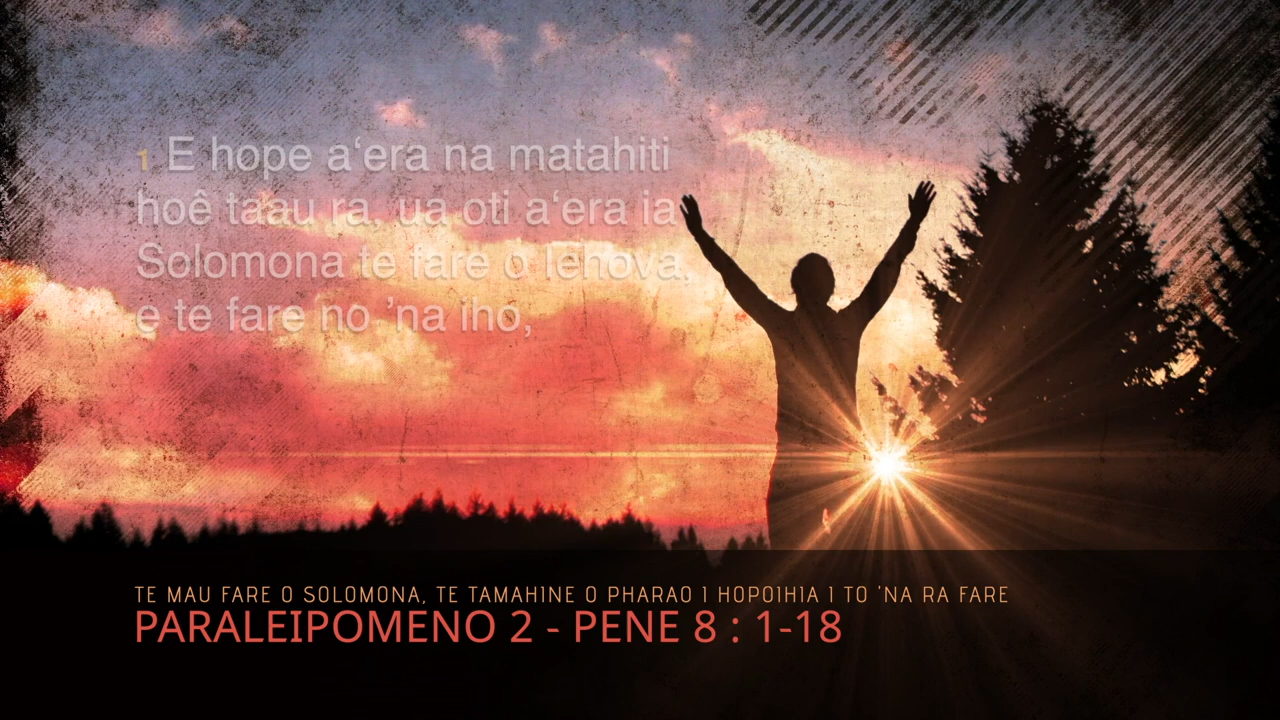 1 E hope a‘era na matahiti
hoê taau ra, ua oti a‘era ia
Solomona te fare o Iehova,
e te fare no ’na iho,
TE MAU FARE O SOLOMONA, TE TAMAHINE O PHARAO I HOPOIHIA I TO 'NA RA FARE
PARALEIPOMENO 2 - PENE 8 : 1-18